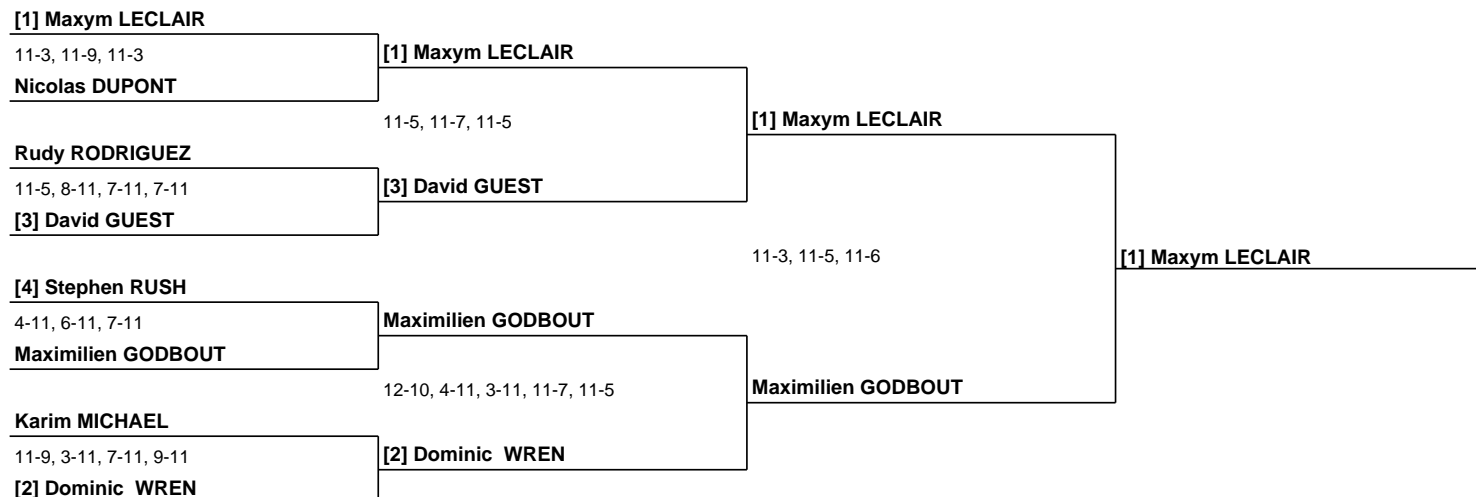 [1] Maxym LECLAIR
11-3, 11-9, 11-3
[1] Maxym LECLAIR
Nicolas DUPONT
11-5, 11-7, 11-5
[1] Maxym LECLAIR
Rudy RODRIGUEZ
11-5, 8-11, 7-11, 7-11
[3] David GUEST
[3] David GUEST
11-3, 11-5, 11-6
[1] Maxym LECLAIR
[4] Stephen RUSH
4-11, 6-11, 7-11
Maximilien GODBOUT
Maximilien GODBOUT
12-10, 4-11, 3-11, 11-7, 11-5
Maximilien GODBOUT
Karim MICHAEL
11-9, 3-11, 7-11, 9-11
[2] Dominic  WREN
[2] Dominic  WREN